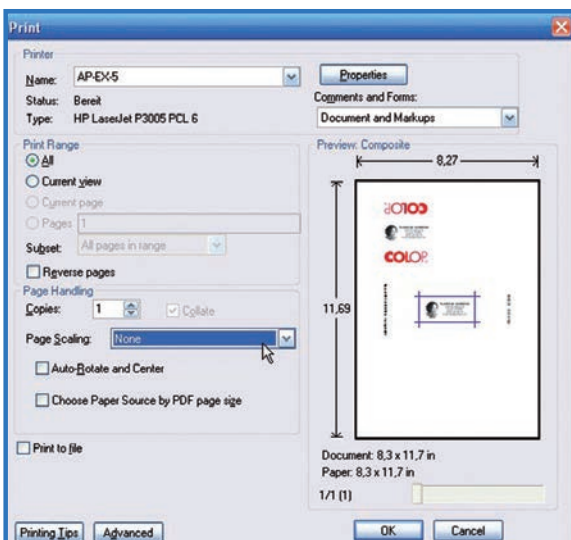 Print
Printer
Name: AP-EX-5
Properties
Status: Bereit
Comments and Forms:
Type: HP LaserJet P3005 PCL 6
Document and Markups
Print Range
All
Current view
Current page
Pages 1
Subset: All pages in range
Reverse pages
Page Handling
Copies: 1
Collate
Page Scaling: None
Auto-Rotate and Center
Choose Paper Source by PDF page size
Print to file
Preview: Composite
8,27
COLOP
COLOP
11,69
Document: 8,3 x 11,7 in
Paper: 8,3 x 11,7 in
1/1 (1)
Printing Tips
Advanced
OK
Cancel